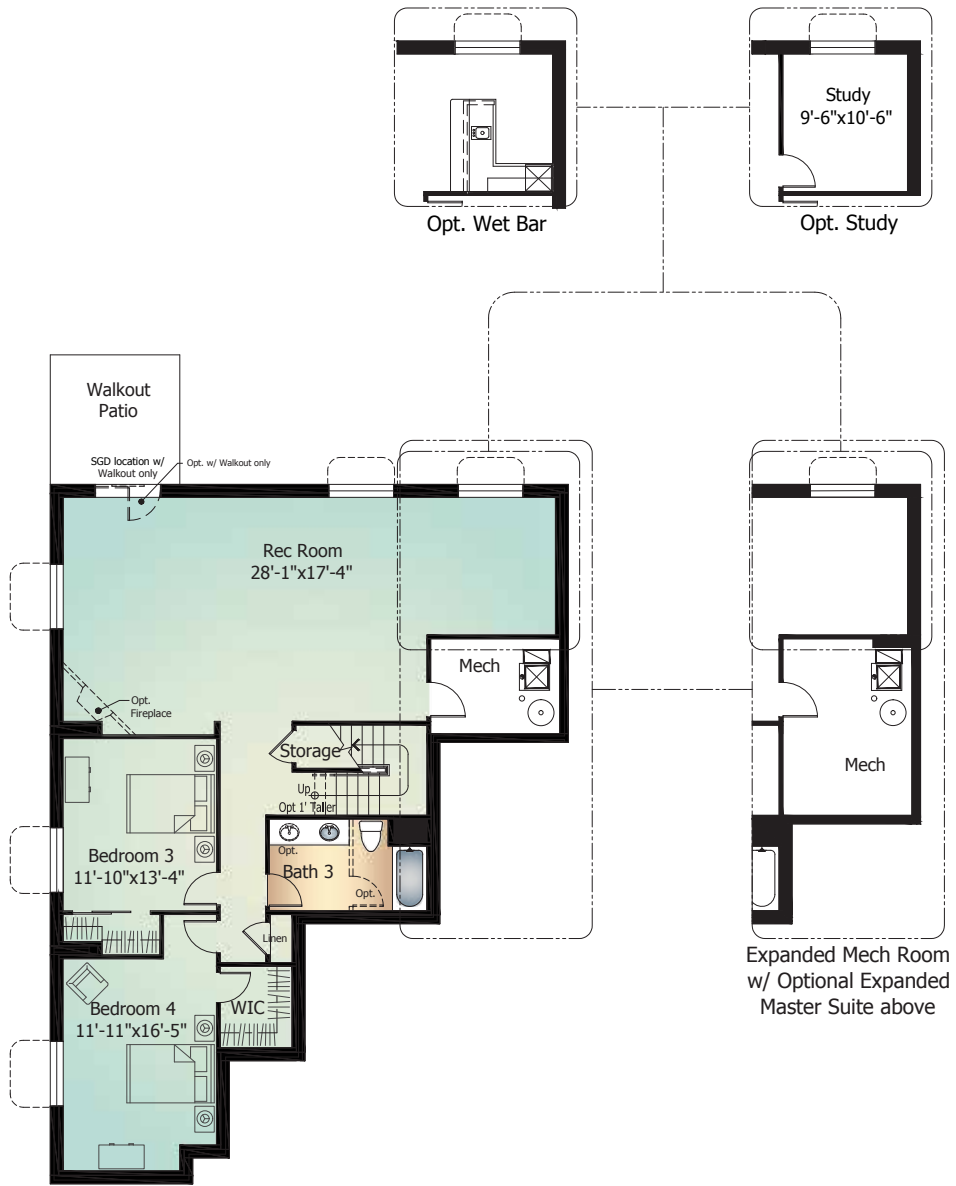 Study
9'-6"x10'-6"
Opt. Wet Bar
Opt. Study
Walkout
Patio
SGD location w/
Walkout only
Opt. w/ Walkout only
Rec Room
28'-1"x17'-4"
Mech
Opt.
Fireplace
Storage
Up
Opt 1' Taller
Mech
Opt.
Bath 3
Opt.
Bedroom 3
11'-10"x13'-4"
Linen
Expanded Mech Room
w/ Optional Expanded
Master Suite above
Bedroom 4
11'-11"x16'-5"
WIC